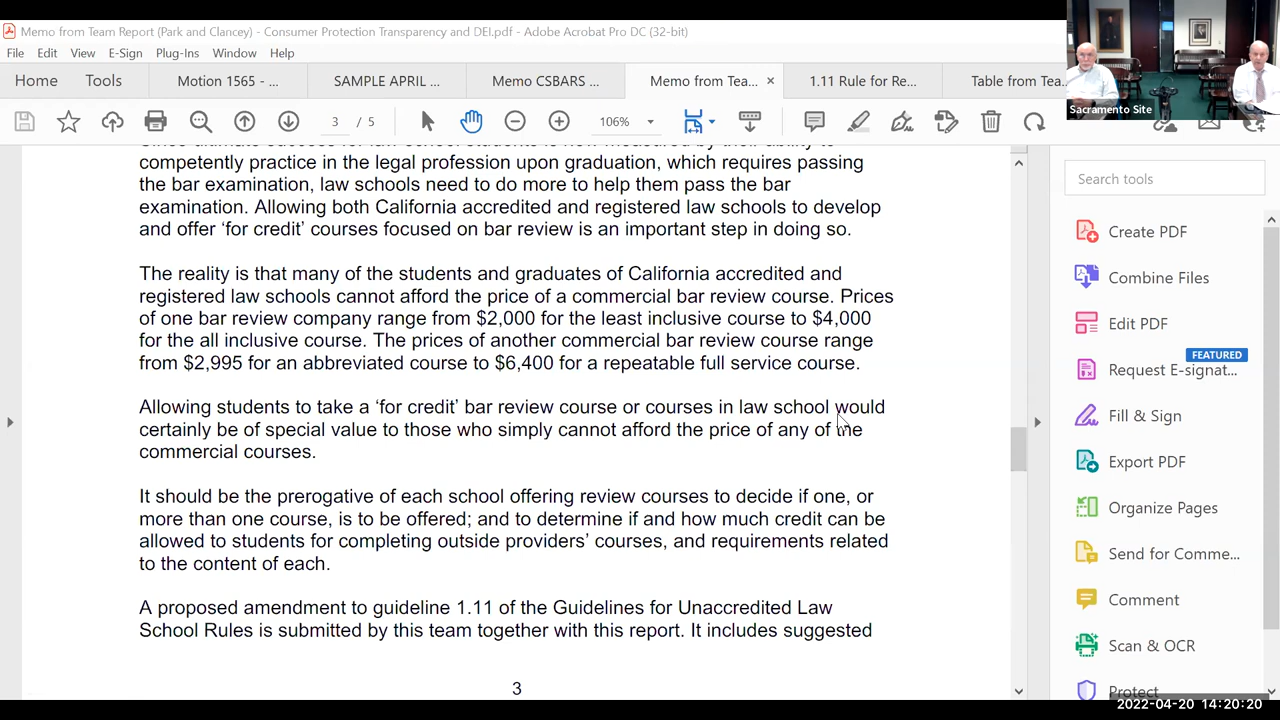 Memo from Team Report (Park and Clancey) - Consumer Protection Transparency and DEI.pdf - Adobe Acrobat Pro DC (32-bit)
File Edit View E-Sign Plug-Ins Window Help
Home Tools Motion 1565 - ... SAMPLE APRIL Memo CSBARS ... Memo from Tea... × 1.11 Rule for Re... Table from Tea...
3 / 106%
Sacramento Site
competently practice in the legal profession upon graduation, which requires passing
the bar examination, law schools need to do more to help them pass the bar
examination. Allowing both California accredited and registered law schools to develop
and offer ‘for credit’ courses focused on bar review is an important step in doing so.
The reality is that many of the students and graduates of California accredited and
registered law schools cannot afford the price of a commercial bar review course. Prices
of one bar review company range from $2,000 for the least inclusive course to $4,000
for the all inclusive course. The prices of another commercial bar review course range
from $2,995 for an abbreviated course to $6,400 for a repeatable full service course.
Allowing students to take a ‘for credit’ bar review course or courses in law school would
certainly be of special value to those who simply cannot afford the price of any of the
commercial courses.
It should be the prerogative of each school offering review courses to decide if one, or
more than one course, is to be offered; and to determine if and how much credit can be
allowed to students for completing outside providers’ courses, and requirements related
to the content of each.
A proposed amendment to guideline 1.11 of the Guidelines for Unaccredited Law
School Rules is submitted by this team together with this report. It includes suggested
3
Search tools
Create PDF
Combine Files
Edit PDF
FEATURED
Request E-signat...
Fill & Sign
Export PDF
Organize Pages
Send for Comme...
Comment
Scan & OCR
Protect
2022-04-20 14:20:20